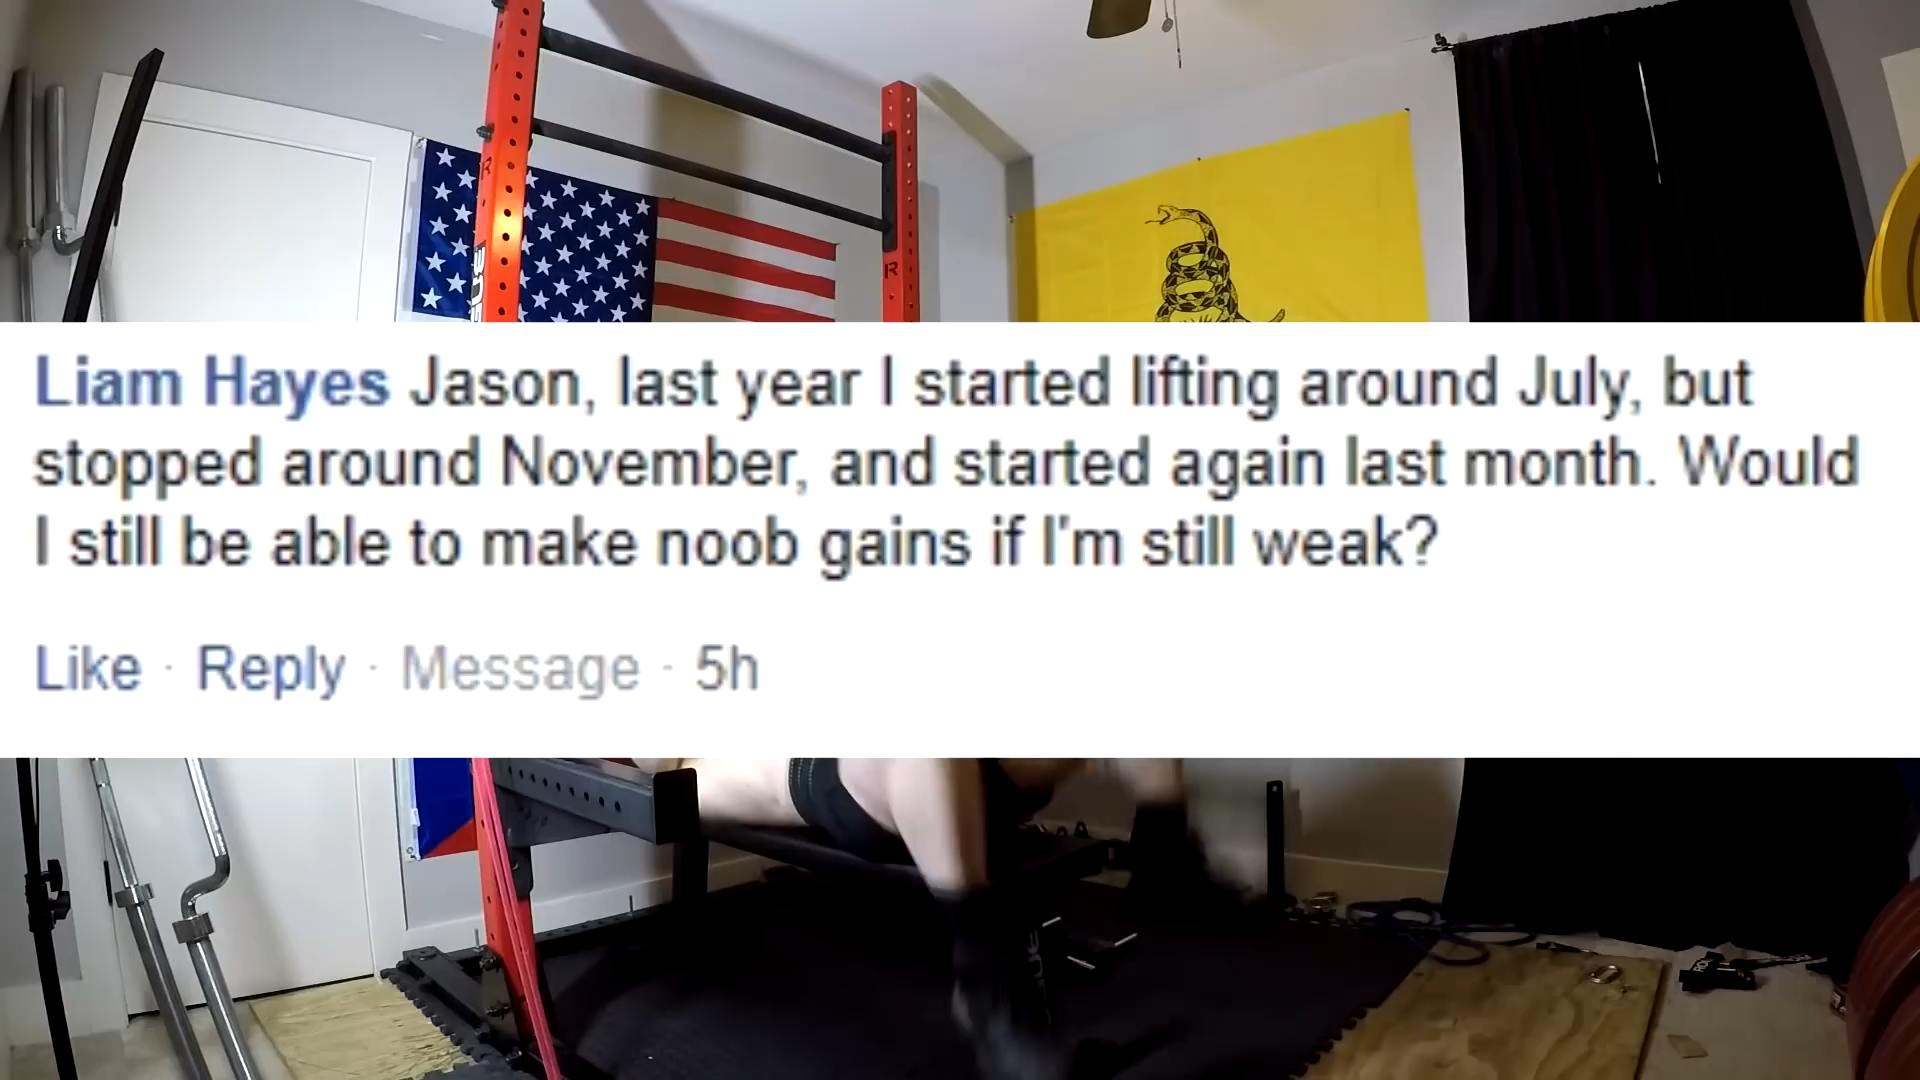 Liam Hayes Jason, last year I started lifting around July, but
stopped around November, and started again last month. Would
I still be able to make noob gains if I'm still weak?
Like · Reply · Message · 5h